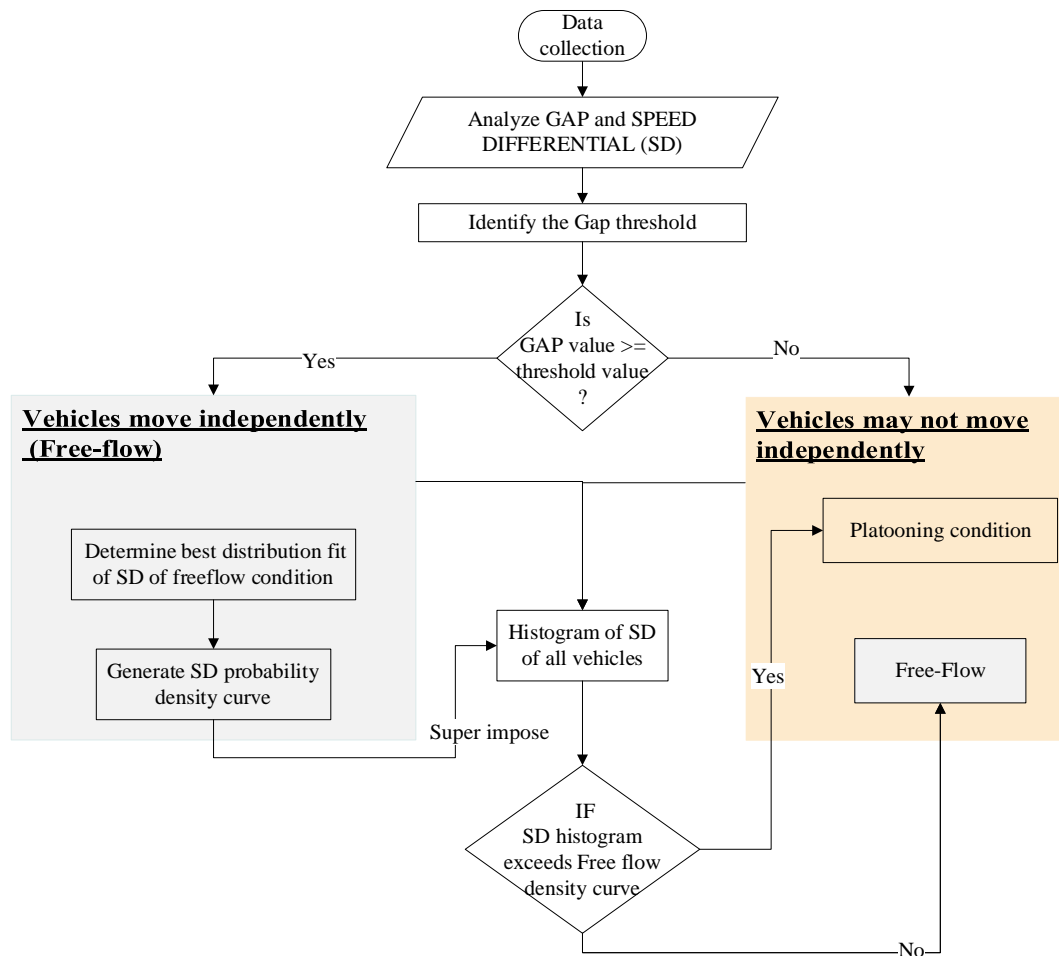 Data
collection
Analyze GAP and SPEED
DIFFERENTIAL (SD)
Identify the Gap threshold
Is
GAP value >=
threshold value
?
Yes
No
Vehicles move independently
(Free-flow)
Vehicles may not move
independently
Determine best distribution fit
of SD of freeflow condition
Generate SD probability
density curve
Super impose
Histogram of SD
of all vehicles
Platooning condition
Free-Flow
Yes
IF
SD histogram
exceeds Free flow
density curve
No